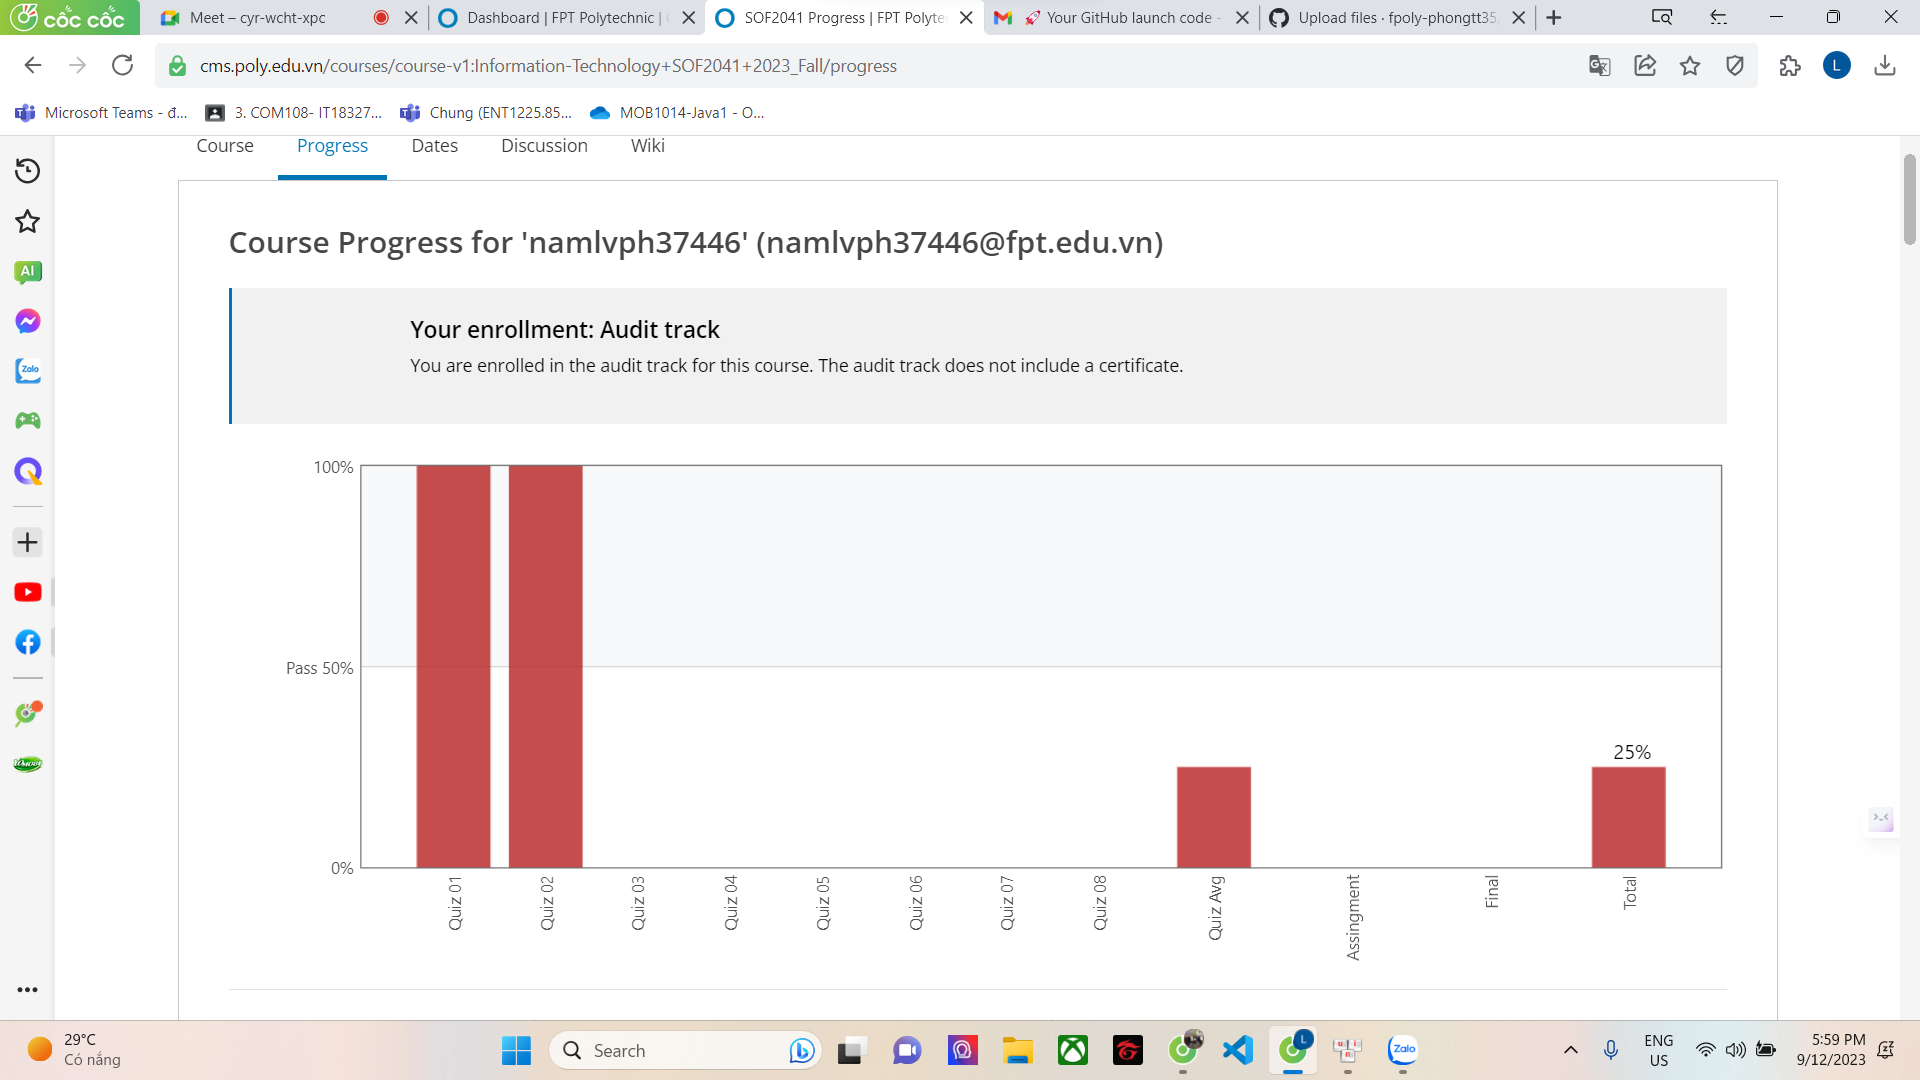 cốc cốc
Meet – cyr-wcht-xpc
Dashboard | FPT Polytechnic |
SOF2041 Progress | FPT Polyte
🚀 Your GitHub launch code -
Upload files · fpoly-phongtt35/
cms.poly.edu.vn/courses/course-v1:Information-Technology+SOF2041+2023_Fall/progress
L
Microsoft Teams - đ...
3. COM108- IT18327...
Chung (ENT1225.85...
MOB1014-Java1 - O...
Course
Progress
Dates
Discussion
Wiki
AI
Zalo
Course Progress for 'namlvph37446' (namlvph37446@fpt.edu.vn)
Your enrollment: Audit track
You are enrolled in the audit track for this course. The audit track does not include a certificate.
100%
Pass 50%
0%
25%
Quiz 01
Quiz 02
Quiz 03
Quiz 04
Quiz 05
Quiz 06
Quiz 07
Quiz 08
Quiz Avg
Assingment
Final
Total
29°C
Có nắng
Search
L
Zalo
ENG
US
5:59 PM
9/12/2023